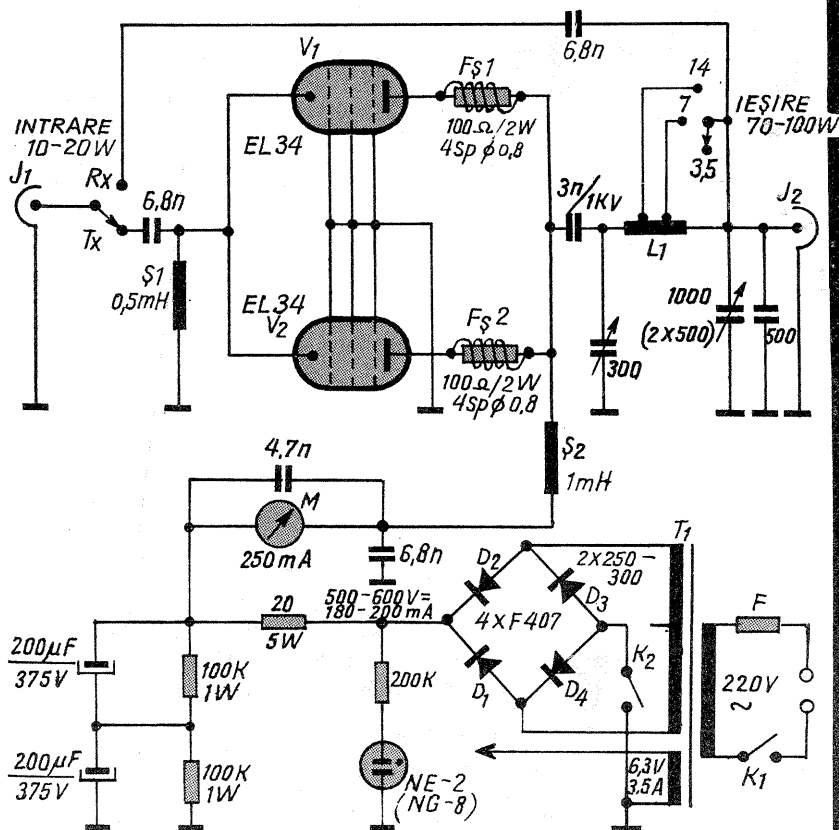 V1
6,8n
Fş1
14
7
IEŞIRE
70-100W
3,5
INTRARE
10-20W
J1
Rx
Tx
6,8n
Ş1
0,5mH
EL34
100Ω/2W
4Sp ϕ 0,8
3n/1KV
L1
J2
EL34
V2
Fş2
100Ω/2W
4Sp ϕ 0,8
300
1000
(2X500)
500
Ş2
1mH
4,7n
M
250mA
6,8n
500-600V=
180-200mA
20
5W
D2
D3
4XF407
D1
D4
T1
2X250-
300
K2
F
220V
~
K1
6,3V
3,5A
200µF
375V
100K
1W
200µF
375V
100K
1W
200K
NE-2
(NG-8)